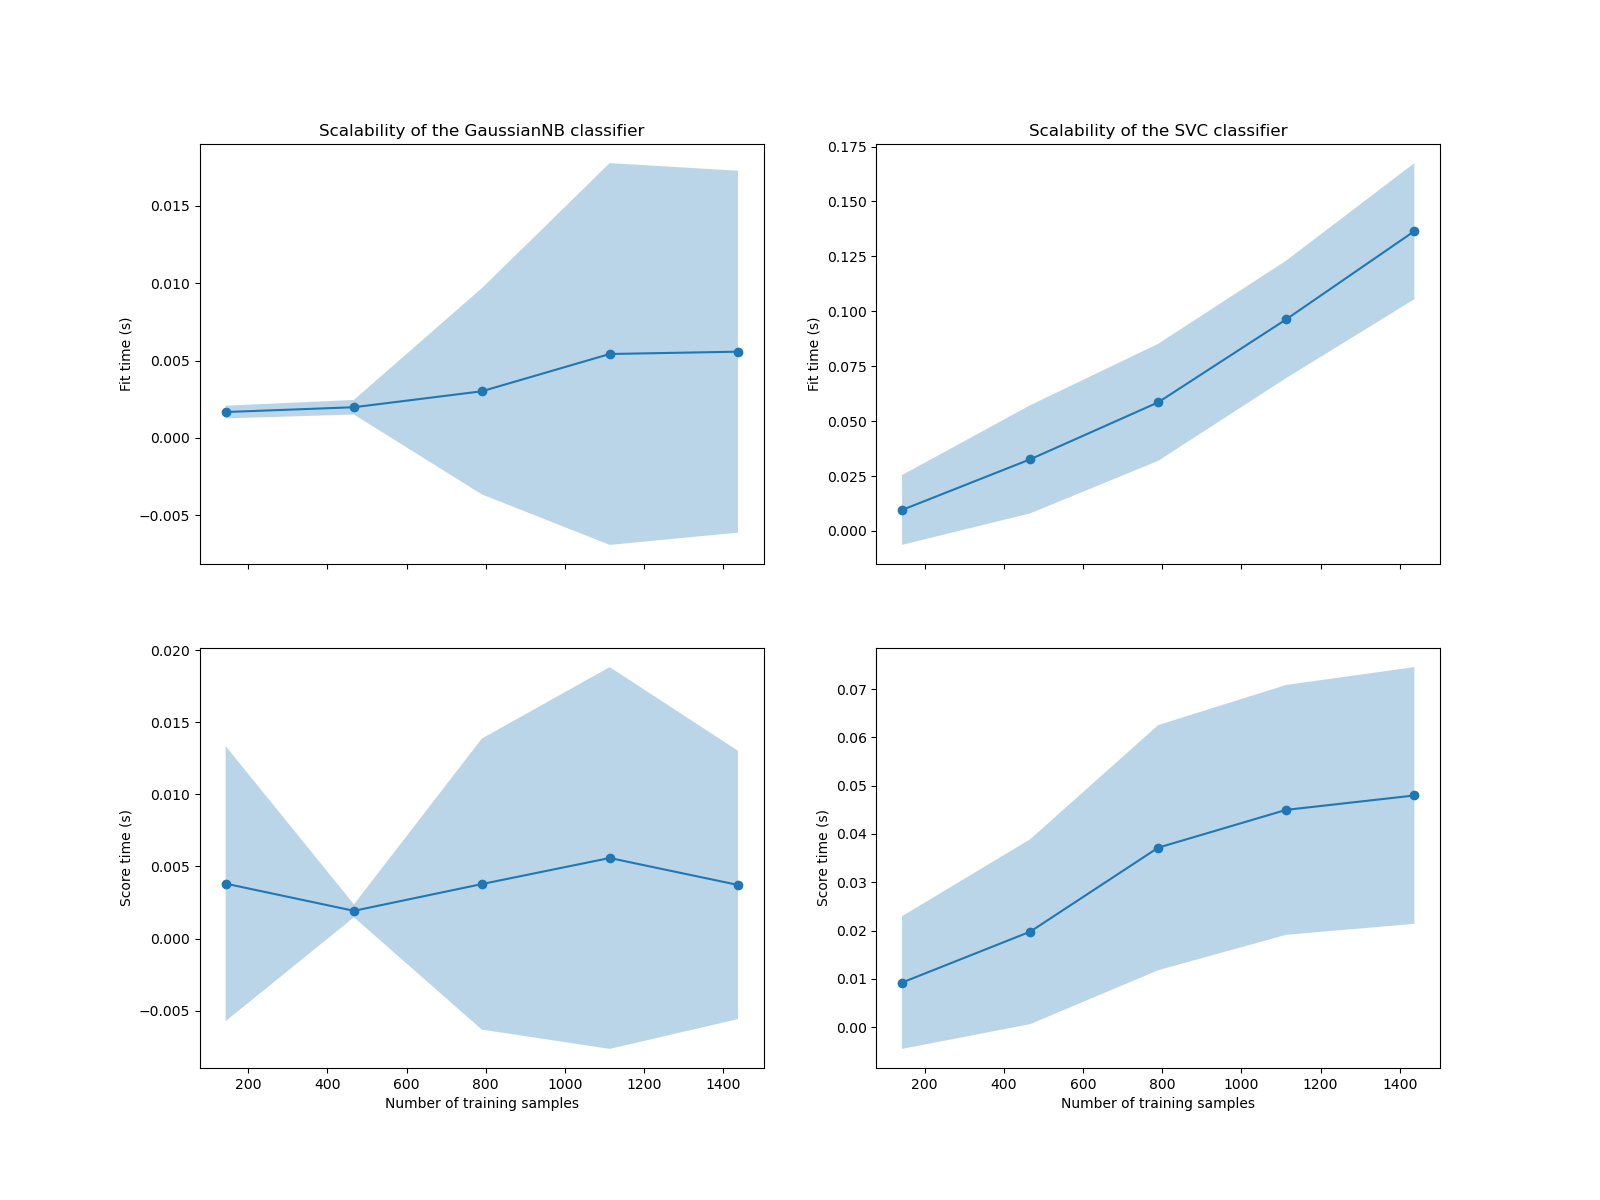 Scalability of the GaussianNB classifier
Fit time (s)
0.015
0.010
0.005
0.000
−0.005
Scalability of the SVC classifier
Fit time (s)
0.175
0.150
0.125
0.100
0.075
0.050
0.025
0.000
Score time (s)
0.020
0.015
0.010
0.005
0.000
−0.005
200 400 600 800 1000 1200 1400
Number of training samples
Score time (s)
0.07
0.06
0.05
0.04
0.03
0.02
0.01
0.00
200 400 600 800 1000 1200 1400
Number of training samples